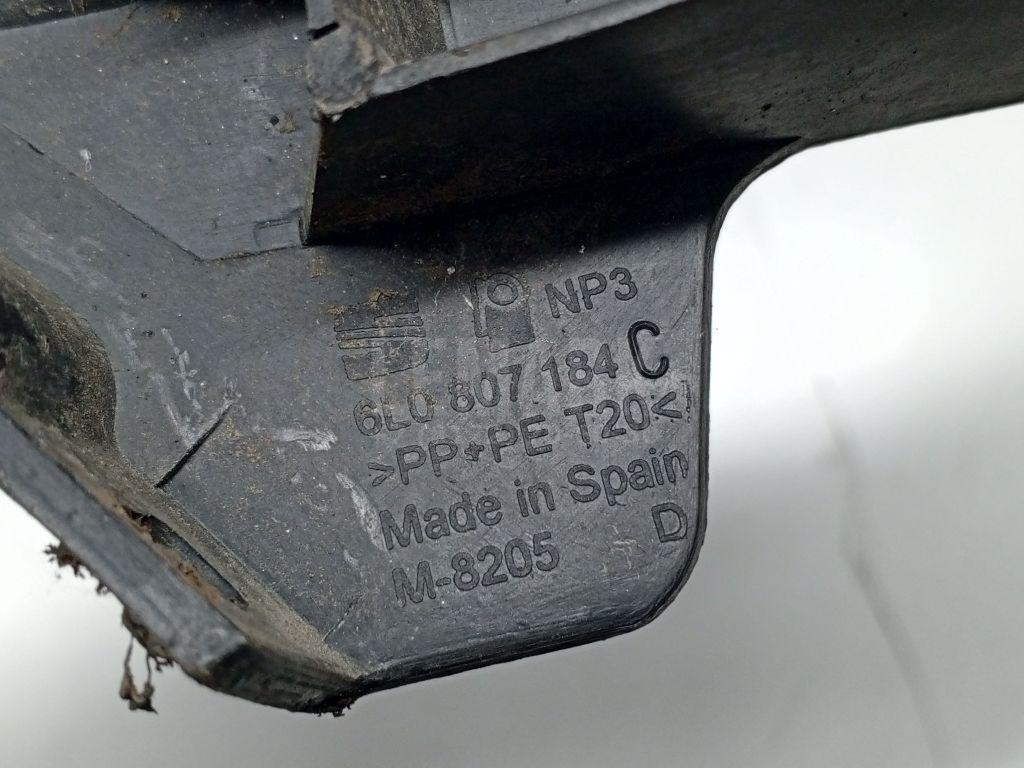 NP3
6L0 807 184 C
>PP+PE T20<
Made in Spain
M-8205 D